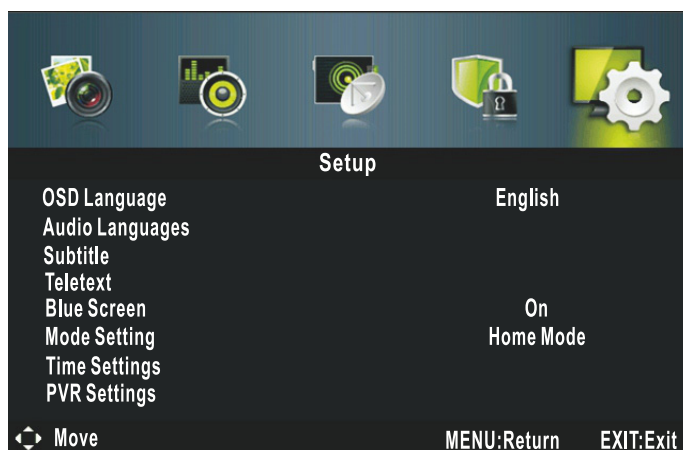 Setup
OSD Language English
Audio Languages
Subtitle
Teletext
Blue Screen On
Mode Setting Home Mode
Time Settings
PVR Settings
Move MENU:Return EXIT:Exit